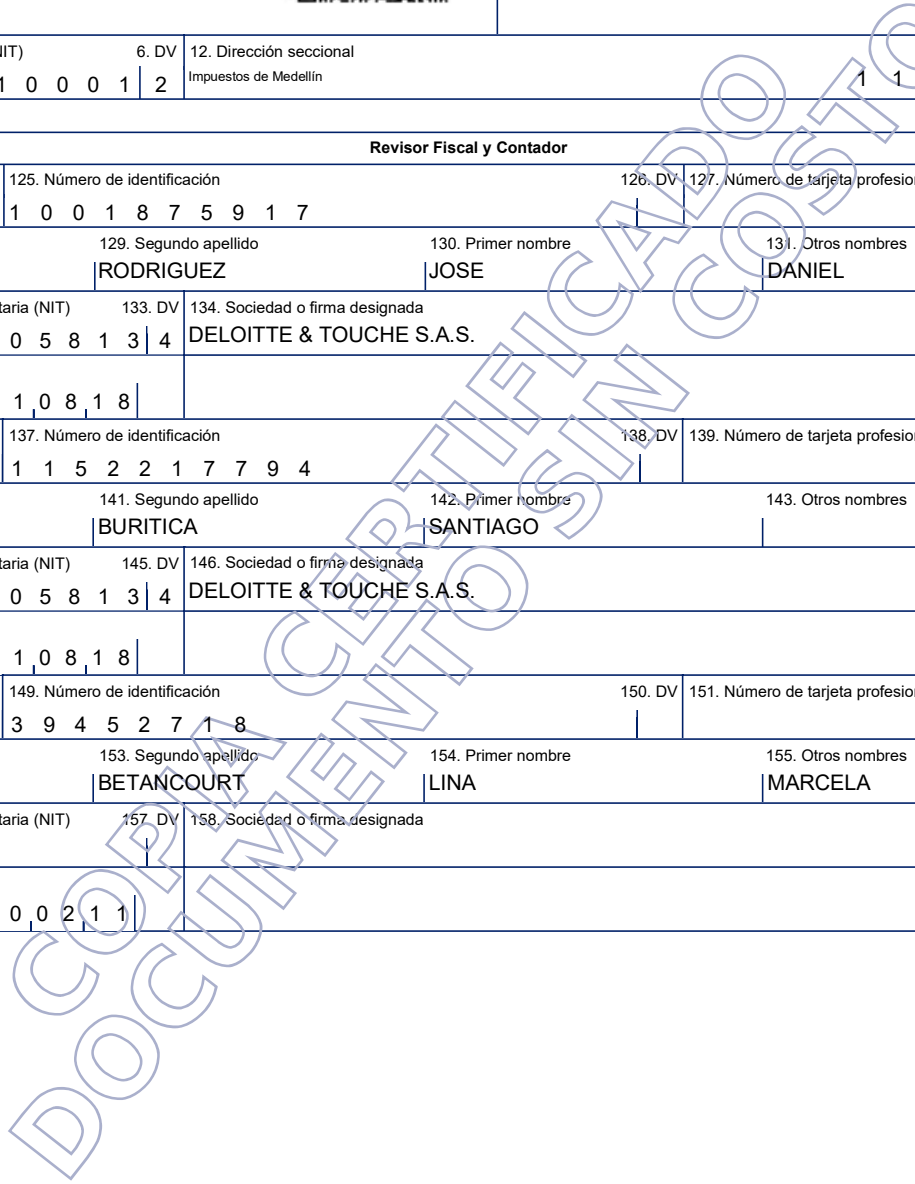 IT) 6. DV 12. Dirección seccional
1 0 0 0 1 2 Impuestos de Medellín 1 1
Revisor Fiscal y Contador
125. Número de identificación 126. DV 127. Número de tarjeta profesion
1 0 0 1 8 7 5 9 1 7
129. Segundo apellido 130. Primer nombre 131. Otros nombres
RODRIGUEZ JOSE DANIEL
taria (NIT) 133. DV 134. Sociedad o firma designada
0 5 8 1 3 4 DELOITTE & TOUCHE S.A.S.
1 0 8 1 8
137. Número de identificación 138. DV 139. Número de tarjeta profesion
1 1 5 2 2 1 7 7 9 4
141. Segundo apellido 142. Primer nombre 143. Otros nombres
BURITICA SANTIAGO
taria (NIT) 145. DV 146. Sociedad o firma designada
0 5 8 1 3 4 DELOITTE & TOUCHE S.A.S.
1 0 8 1 8
149. Número de identificación 150. DV 151. Número de tarjeta profesion
3 9 4 5 2 7 1 8
153. Segundo apellido 154. Primer nombre 155. Otros nombres
BETANCOURT LINA MARCELA
taria (NIT) 157. DV 158. Sociedad o firma designada
0 0 2 1 1
COPIA CERTIFICADO
DOCUMENTO SIN COSTO